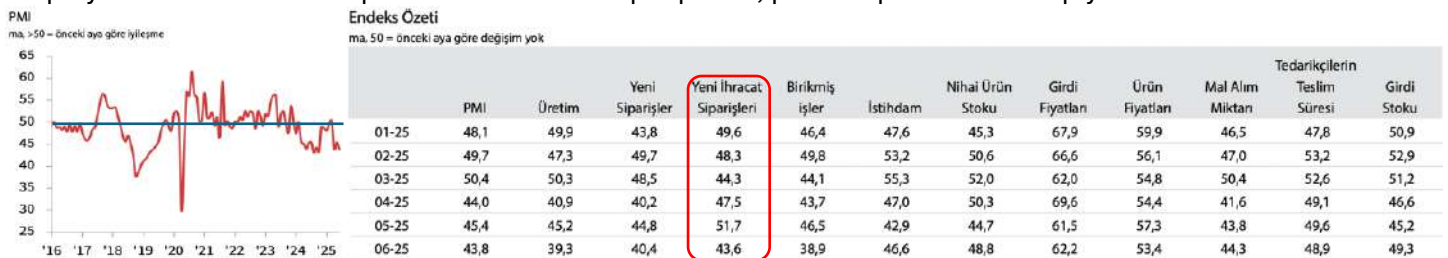 PMI
ma, >50 = önceki aya göre iyileşme
65
60
55
50
45
40
35
30
25
'16 '17 '18 '19 '20 '21 '22 '23 '24 '25
Endeks Özeti
ma, 50 = önceki aya göre değişim yok
PMI Üretim Yeni Siparişler Yeni İhracat Siparişleri Birikmiş işler İstihdam Nihai Ürün Stoku Girdi Fiyatları Ürün Fiyatları Mal Alım Miktarı Tedarikçilerin Teslim Süresi Girdi Stoku
01-25 48,1 49,9 43,8 49,6 46,4 47,6 45,3 67,9 59,9 46,5 47,8 50,9
02-25 49,7 47,3 49,7 48,3 49,8 53,2 50,6 66,6 56,1 47,0 53,2 52,9
03-25 50,4 50,3 48,5 44,3 44,1 55,3 52,0 62,0 54,8 50,4 52,6 51,2
04-25 44,0 40,9 40,2 47,5 43,7 47,0 50,3 69,6 54,4 41,6 49,1 46,6
05-25 45,4 45,2 44,8 51,7 46,5 42,9 44,7 61,5 57,3 43,8 49,6 45,2
06-25 43,8 39,3 40,4 43,6 38,9 46,6 48,8 62,2 53,4 44,3 48,9 49,3